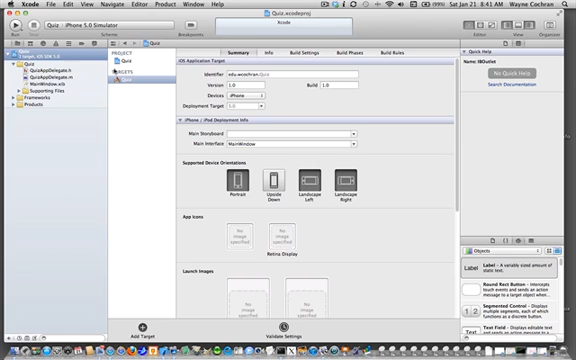 Xcode File Edit View Navigate Editor Product Window Help
Sat Jan 21 8:41 AM Wayne Cochran
Quiz.xcodeproj
Xcode
Run Stop Scheme Breakpoints
Quiz iPhone 5.0 Simulator
Editor View Organizer
Quiz
1 target, iOS SDK 5.0
Quiz
QuizAppDelegate.h
QuizAppDelegate.m
MainWindow.xib
Supporting Files
Frameworks
Products
Quiz
PROJECT
Quiz
TARGETS
Quiz
Summary Info Build Settings Build Phases Build Rules
iOS Application Target
Identifier edu.wcochran.Quiz
Version 1.0 Build 1.0
Devices iPhone
Deployment Target 5.0
iPhone / iPod Deployment Info
Main Storyboard
Main Interface MainWindow
Supported Device Orientations
Portrait
Upside Down
Landscape Left
Landscape Right
App Icons
No image specified
No image specified
Retina Display
Launch Images
No image specified
No image specified
Add Target
Validate Settings
Quick Help
Name: IBOutlet
No Quick Help
Search Documentation
Objects
Label
Label - A variably sized amount of static text.
Round Rect Button - Intercepts touch events and sends an action message to a target object when...
1 2
Segmented Control - Displays multiple segments, each of which functions as a discrete button.
Text
Text Field - Displays editable text and sends an action message to a